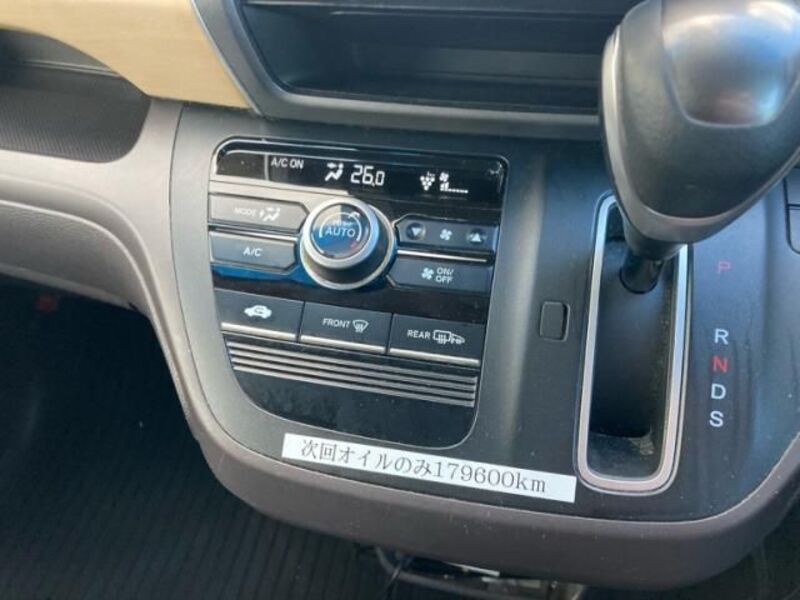 A/C ON 26.0
MODE
AUTO
A/C
ON/OFF
FRONT
REAR
P
R
N
D
S
次回オイルのみ179600km